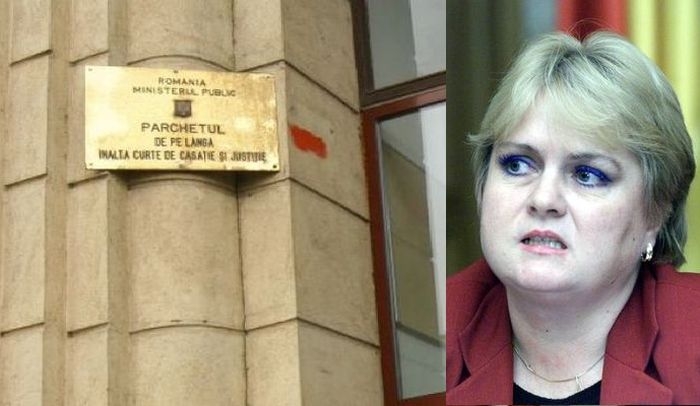 ROMANIA
MINISTERUL PUBLIC
PARCHETUL
DE PE LANGA
INALTA CURTE DE CASATIE SI JUSTITIE